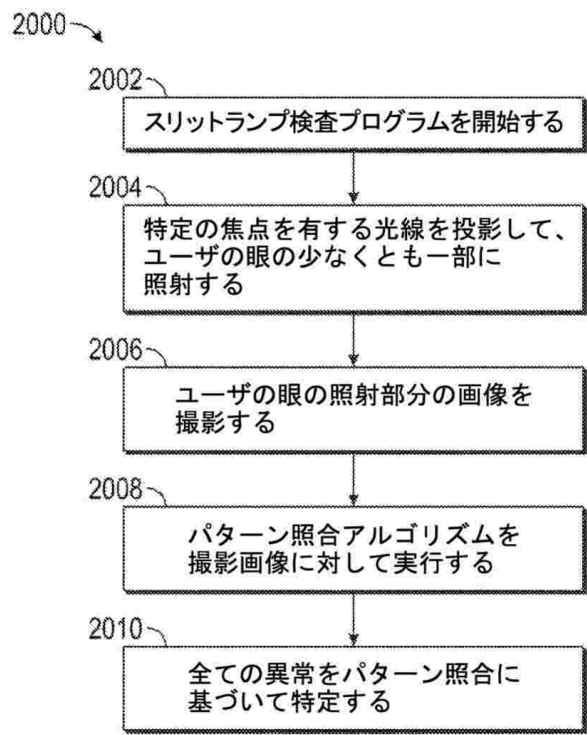 2000
2002
スリットランプ検査プログラムを開始する
2004
特定の焦点を有する光線を投影して、
ユーザの眼の少なくとも一部に
照射する
2006
ユーザの眼の照射部分の画像を
撮影する
2008
パターン照合アルゴリズムを
撮影画像に対して実行する
2010
全ての異常をパターン照合に
基づいて特定する